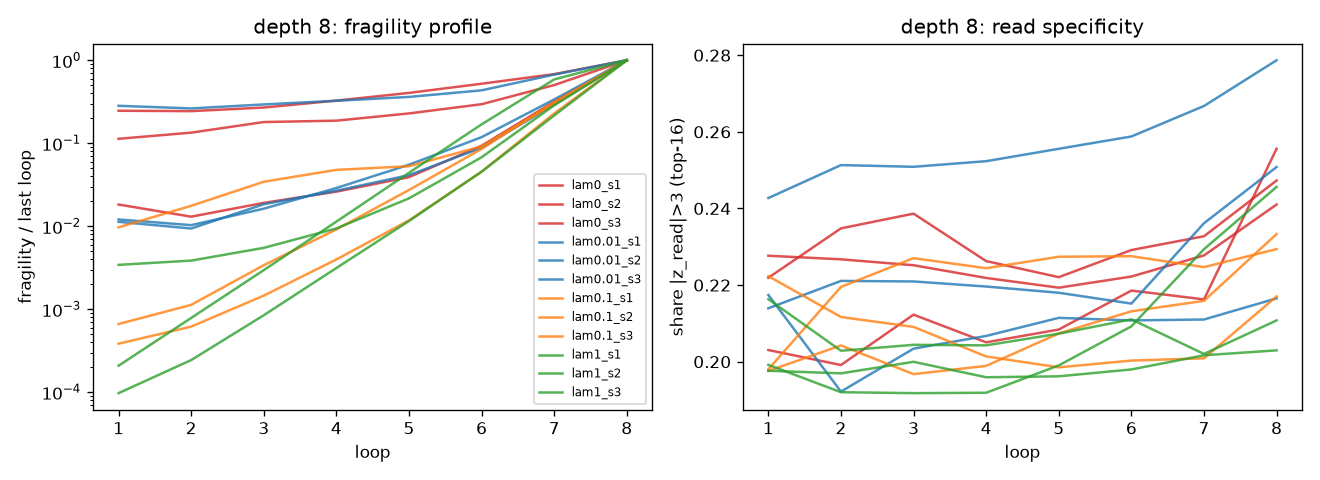 depth 8: fragility profile
fragility / last loop
10⁰
10⁻¹
10⁻²
10⁻³
10⁻⁴
1 2 3 4 5 6 7 8
loop
lam0_s1
lam0_s2
lam0_s3
lam0.01_s1
lam0.01_s2
lam0.01_s3
lam0.1_s1
lam0.1_s2
lam0.1_s3
lam1_s1
lam1_s2
lam1_s3
depth 8: read specificity
share |z_read|>3 (top-16)
0.28
0.26
0.24
0.22
0.20
1 2 3 4 5 6 7 8
loop